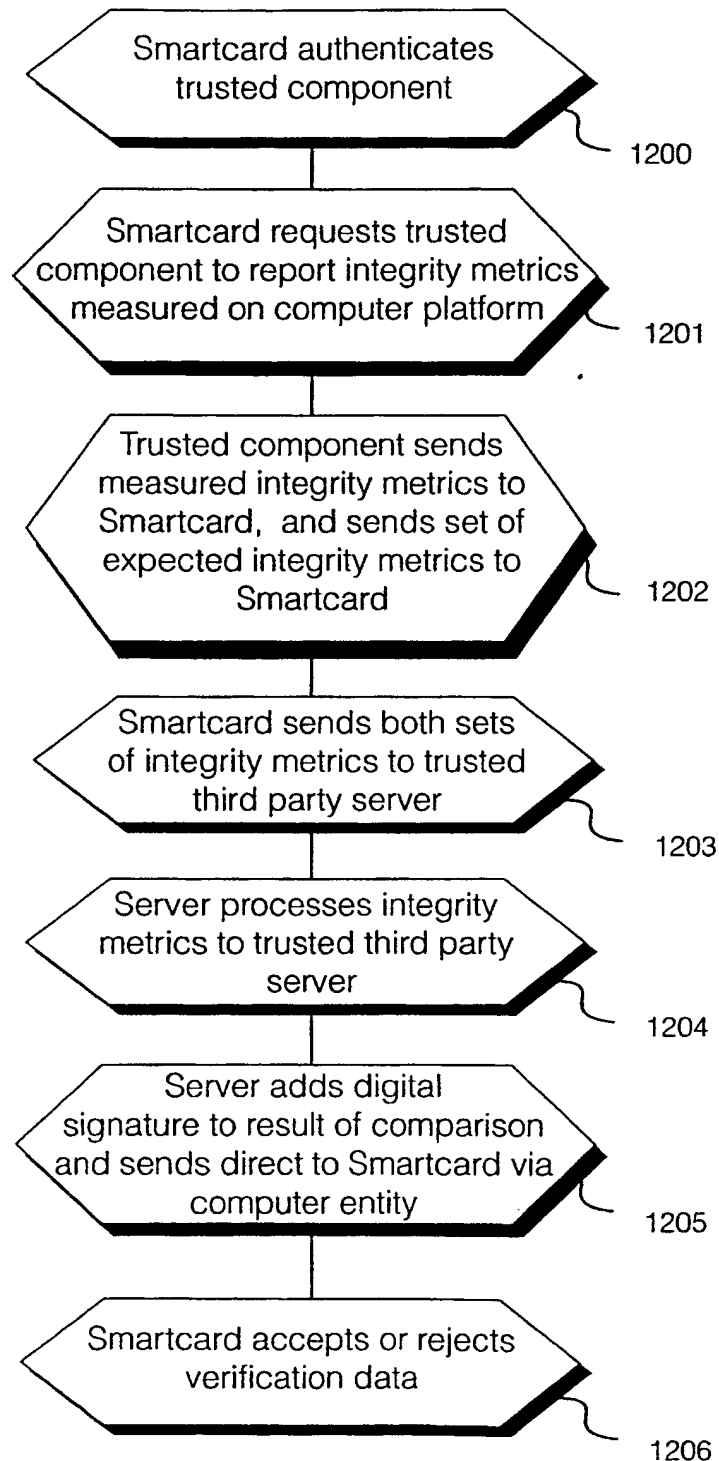 Smartcard authenticates
trusted component
1200
Smartcard requests trusted
component to report integrity metrics
measured on computer platform
1201
Trusted component sends
measured integrity metrics to
Smartcard, and sends set of
expected integrity metrics to
Smartcard
1202
Smartcard sends both sets
of integrity metrics to trusted
third party server
1203
Server processes integrity
metrics to trusted third party
server
1204
Server adds digital
signature to result of comparison
and sends direct to Smartcard via
computer entity
1205
Smartcard accepts or rejects
verification data
1206